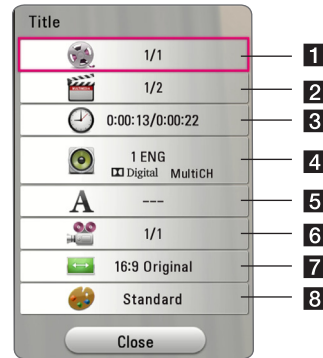 Title
1/1
1
1/2
2
0:00:13/0:00:22
3
1 ENG
Digital MultiCH
4
A
---
5
1/1
6
16:9 Original
7
Standard
8
Close